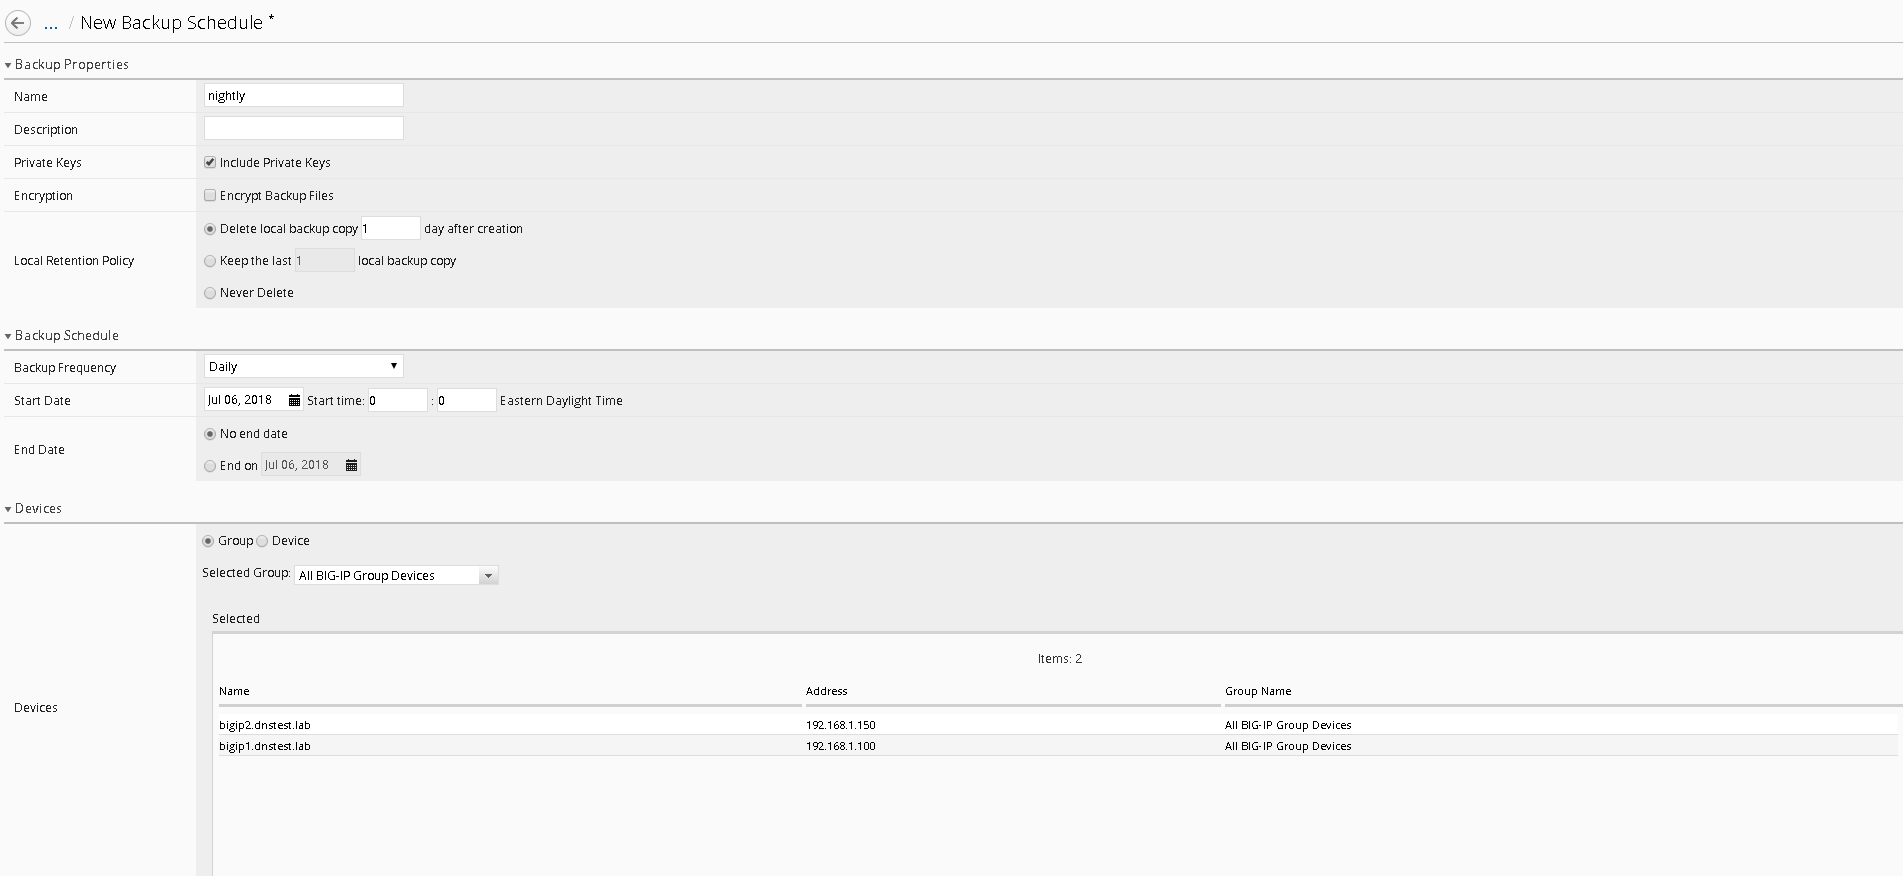 ... / New Backup Schedule *
Backup Properties
Name nightly
Description
Private Keys Include Private Keys
Encryption Encrypt Backup Files
Delete local backup copy 1 day after creation
Local Retention Policy Keep the last 1 local backup copy
Never Delete
Backup Schedule
Backup Frequency Daily
Start Date Jul 06, 2018 Start time: 0 : 0 Eastern Daylight Time
No end date
End Date
End on Jul 06, 2018
Devices
Group Device
Selected Group: All BIG-IP Group Devices
Selected
Items: 2
Name Address Group Name
Devices
bigip2.dnstest.lab 192.168.1.150 All BIG-IP Group Devices
bigip1.dnstest.lab 192.168.1.100 All BIG-IP Group Devices